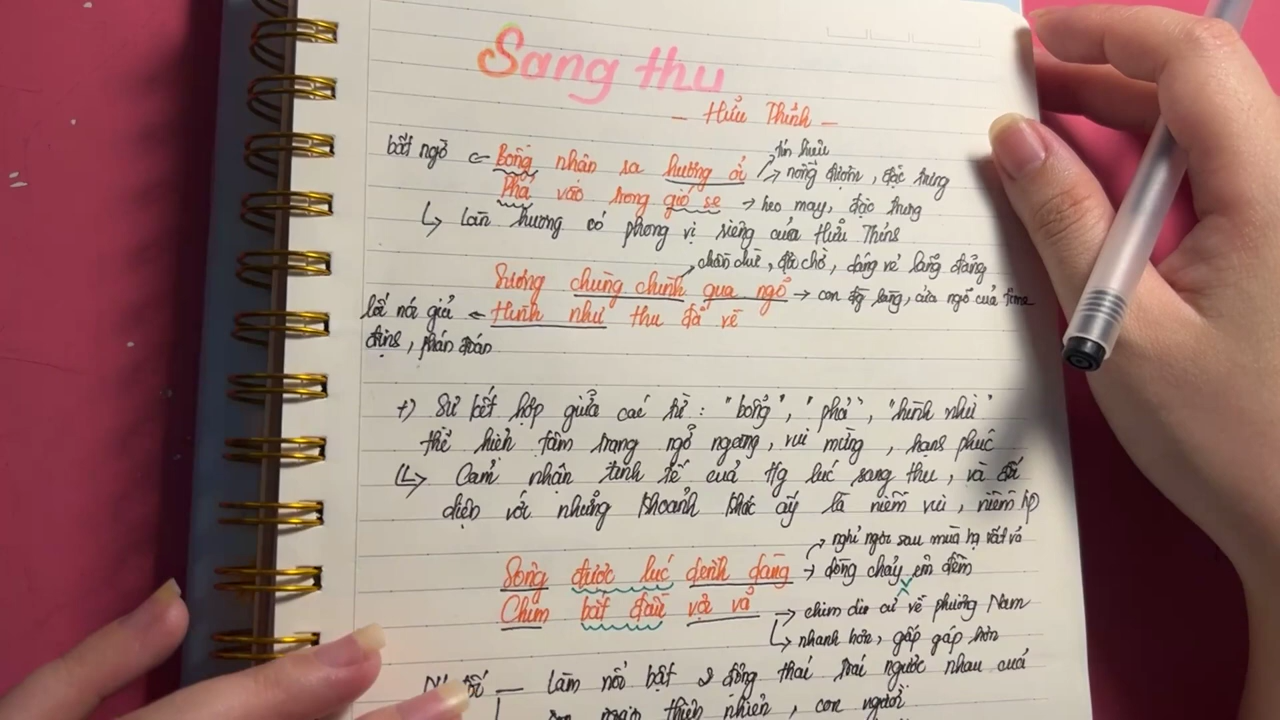 Sang thu
- Hữu Thỉnh -
bất ngờ ← Bỗng nhận ra hương ổi → tín hiệu
→ nồng đượm, đặc trưng
Phả vào trong gió se → heo may, đặc trưng
↳ Làn hương có phong vị riêng của Hữu Thỉnh
→ chần chừ, đợi chờ, dáng vẻ lãng đãng
Sương chùng chình qua ngõ → con đg làng, cửa ngõ của time
lối nói giả ← Hình như thu đã về
định, phán đoán
+) Sự kết hợp giữa các từ: "bỗng", "phả", "hình như"
thể hiện tâm trạng ngỡ ngàng, vui mừng, hạnh phúc
(↳) Cảm nhận tinh tế của t/g lúc sang thu, và đối
diện với những khoảnh khắc ấy là niềm vui, niềm hp
→ nghỉ ngơi sau mùa hạ vất vả
Sông được lúc dềnh dàng → dòng chảy êm đềm
Chim bắt đầu vội vã → chim di cư về phương Nam
↳ nhanh hơn, gấp gáp hơn
— làm nổi bật 2 động thái trái ngược nhau của
thiên nhiên, con người